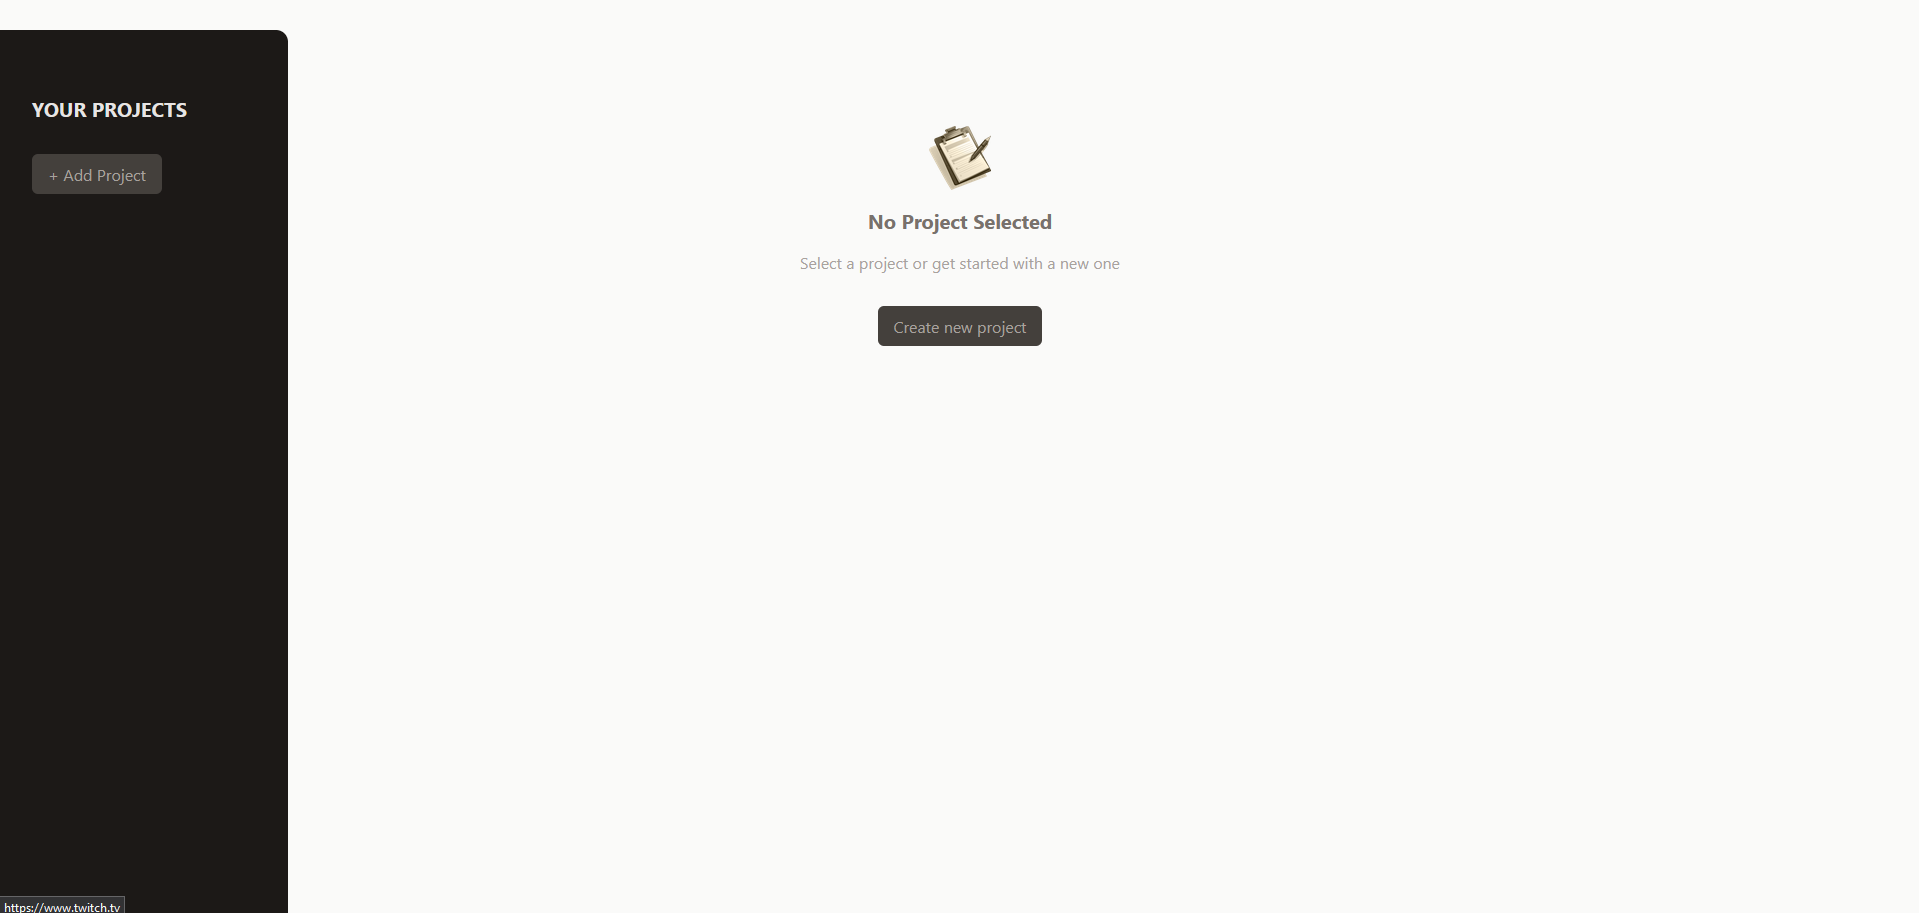 YOUR PROJECTS
+ Add Project
No Project Selected
Select a project or get started with a new one
Create new project
https://www.twitch.tv